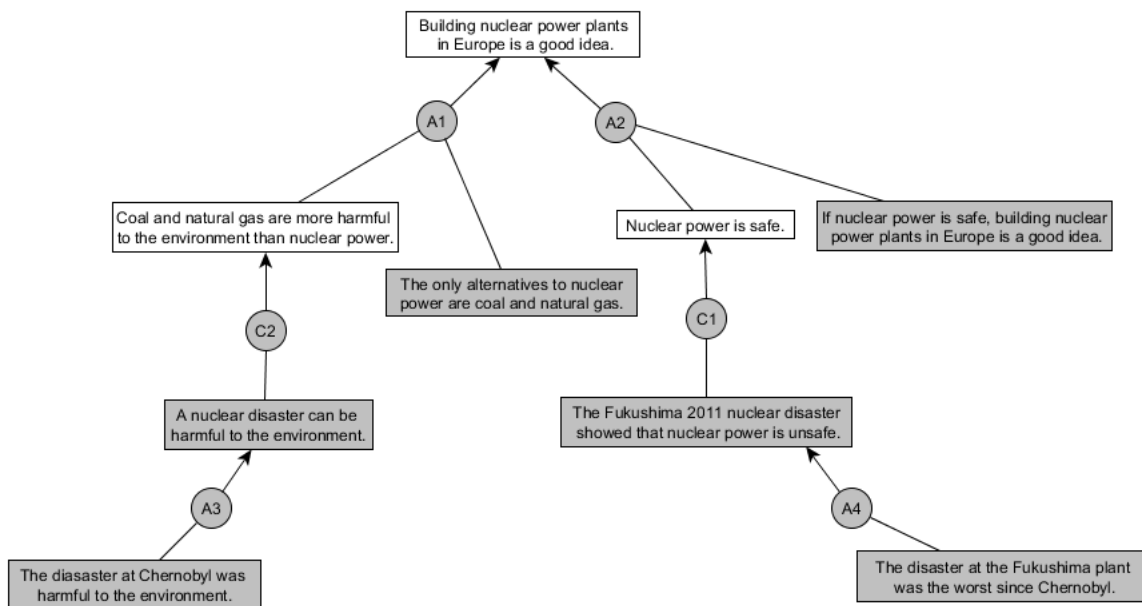 Building nuclear power plants
in Europe is a good idea.
A1
A2
Coal and natural gas are more harmful
to the environment than nuclear power.
Nuclear power is safe.
If nuclear power is safe, building nuclear
power plants in Europe is a good idea.
The only alternatives to nuclear
power are coal and natural gas.
C2
C1
A nuclear disaster can be
harmful to the environment.
The Fukushima 2011 nuclear disaster
showed that nuclear power is unsafe.
A3
A4
The diasaster at Chernobyl was
harmful to the environment.
The disaster at the Fukushima plant
was the worst since Chernobyl.